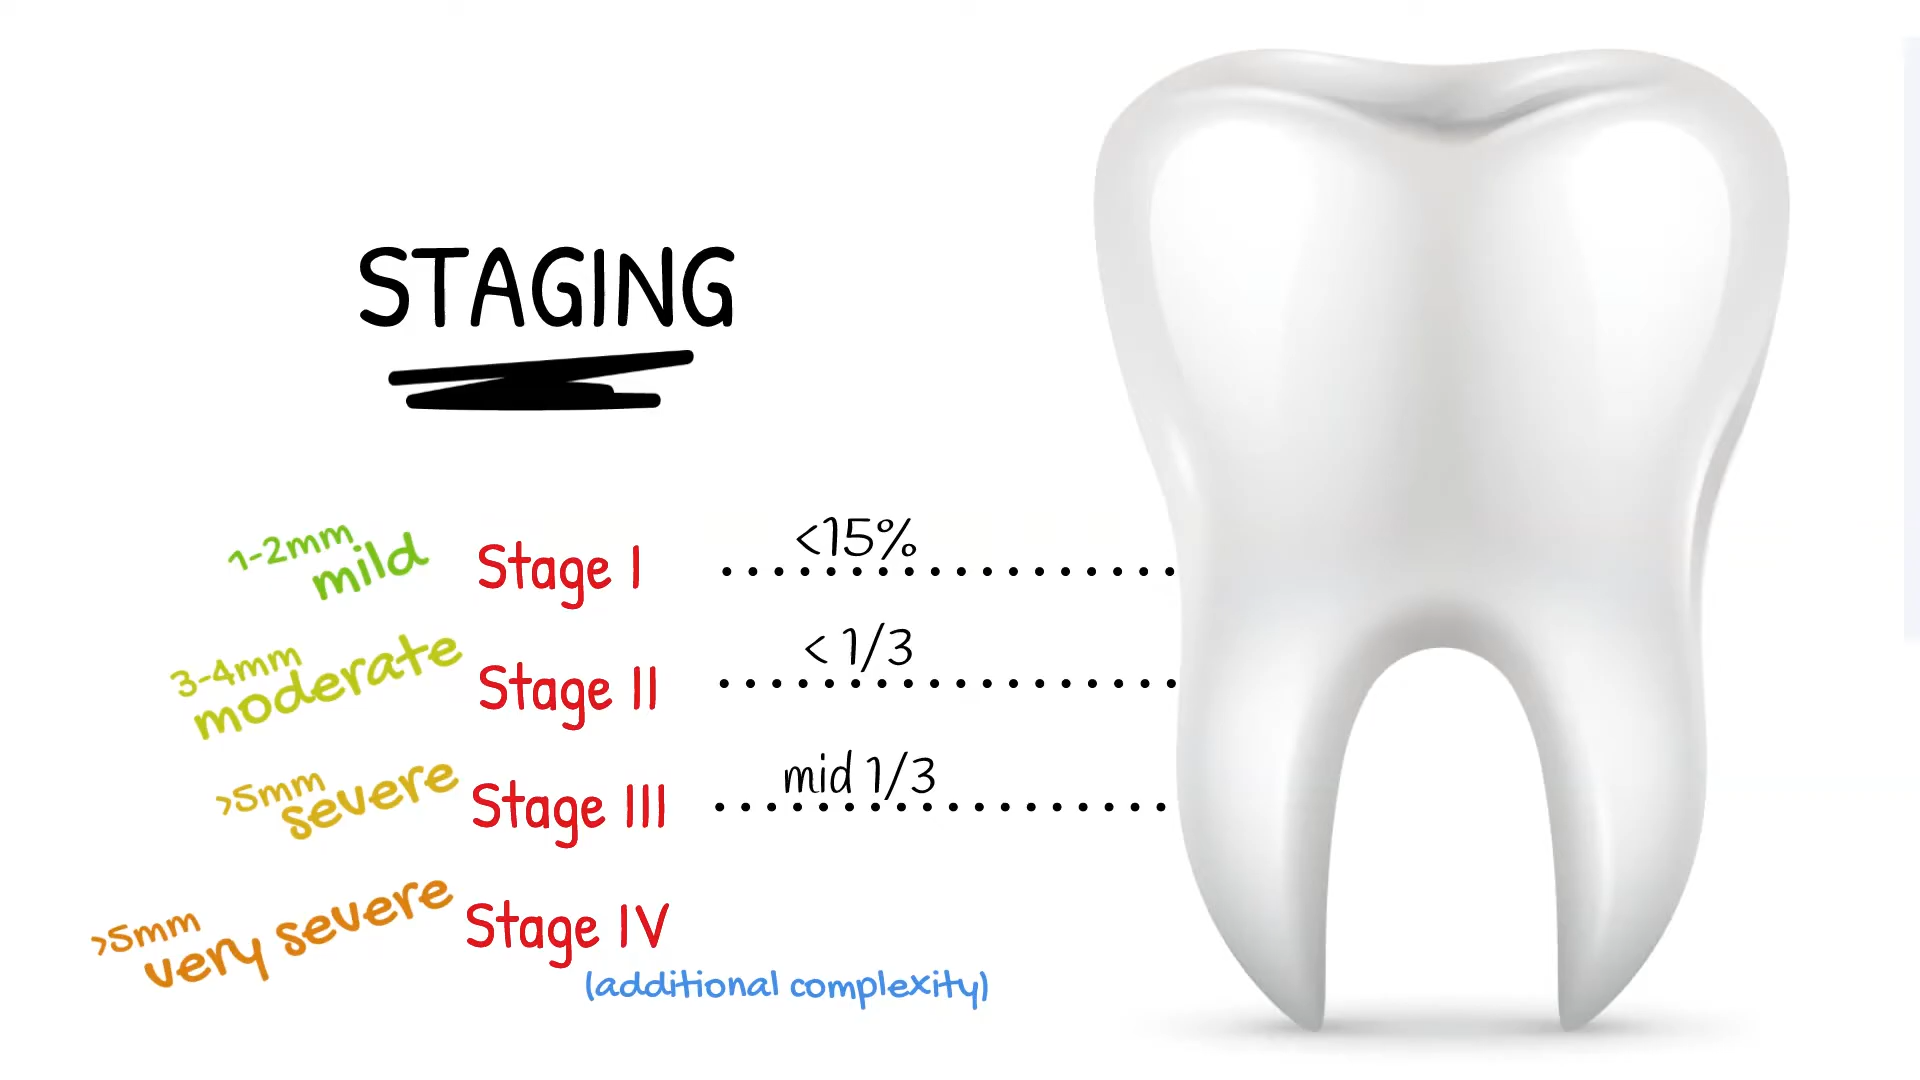 STAGING
1-2mm
mild
Stage I
<15%
3-4mm
moderate
Stage II
< 1/3
>5mm
severe
Stage III
mid 1/3
>5mm
very severe
Stage IV
(additional complexity)